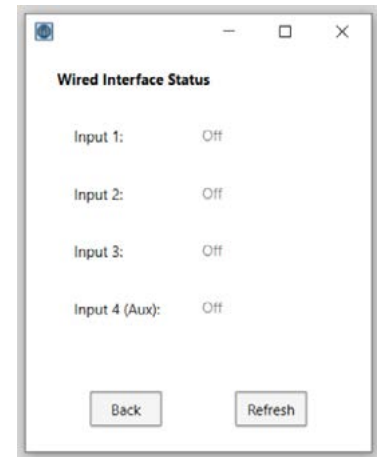 Wired Interface Status
Input 1: Off
Input 2: Off
Input 3: Off
Input 4 (Aux): Off
Back Refresh